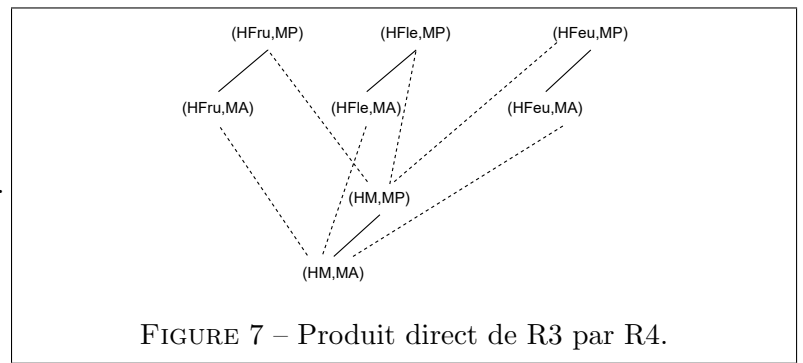 (HFru,MP) (HFle,MP) (HFeu,MP)
(HFru,MA) (HFle,MA) (HFeu,MA)
(HM,MP)
(HM,MA)
FIGURE 7 – Produit direct de R3 par R4.